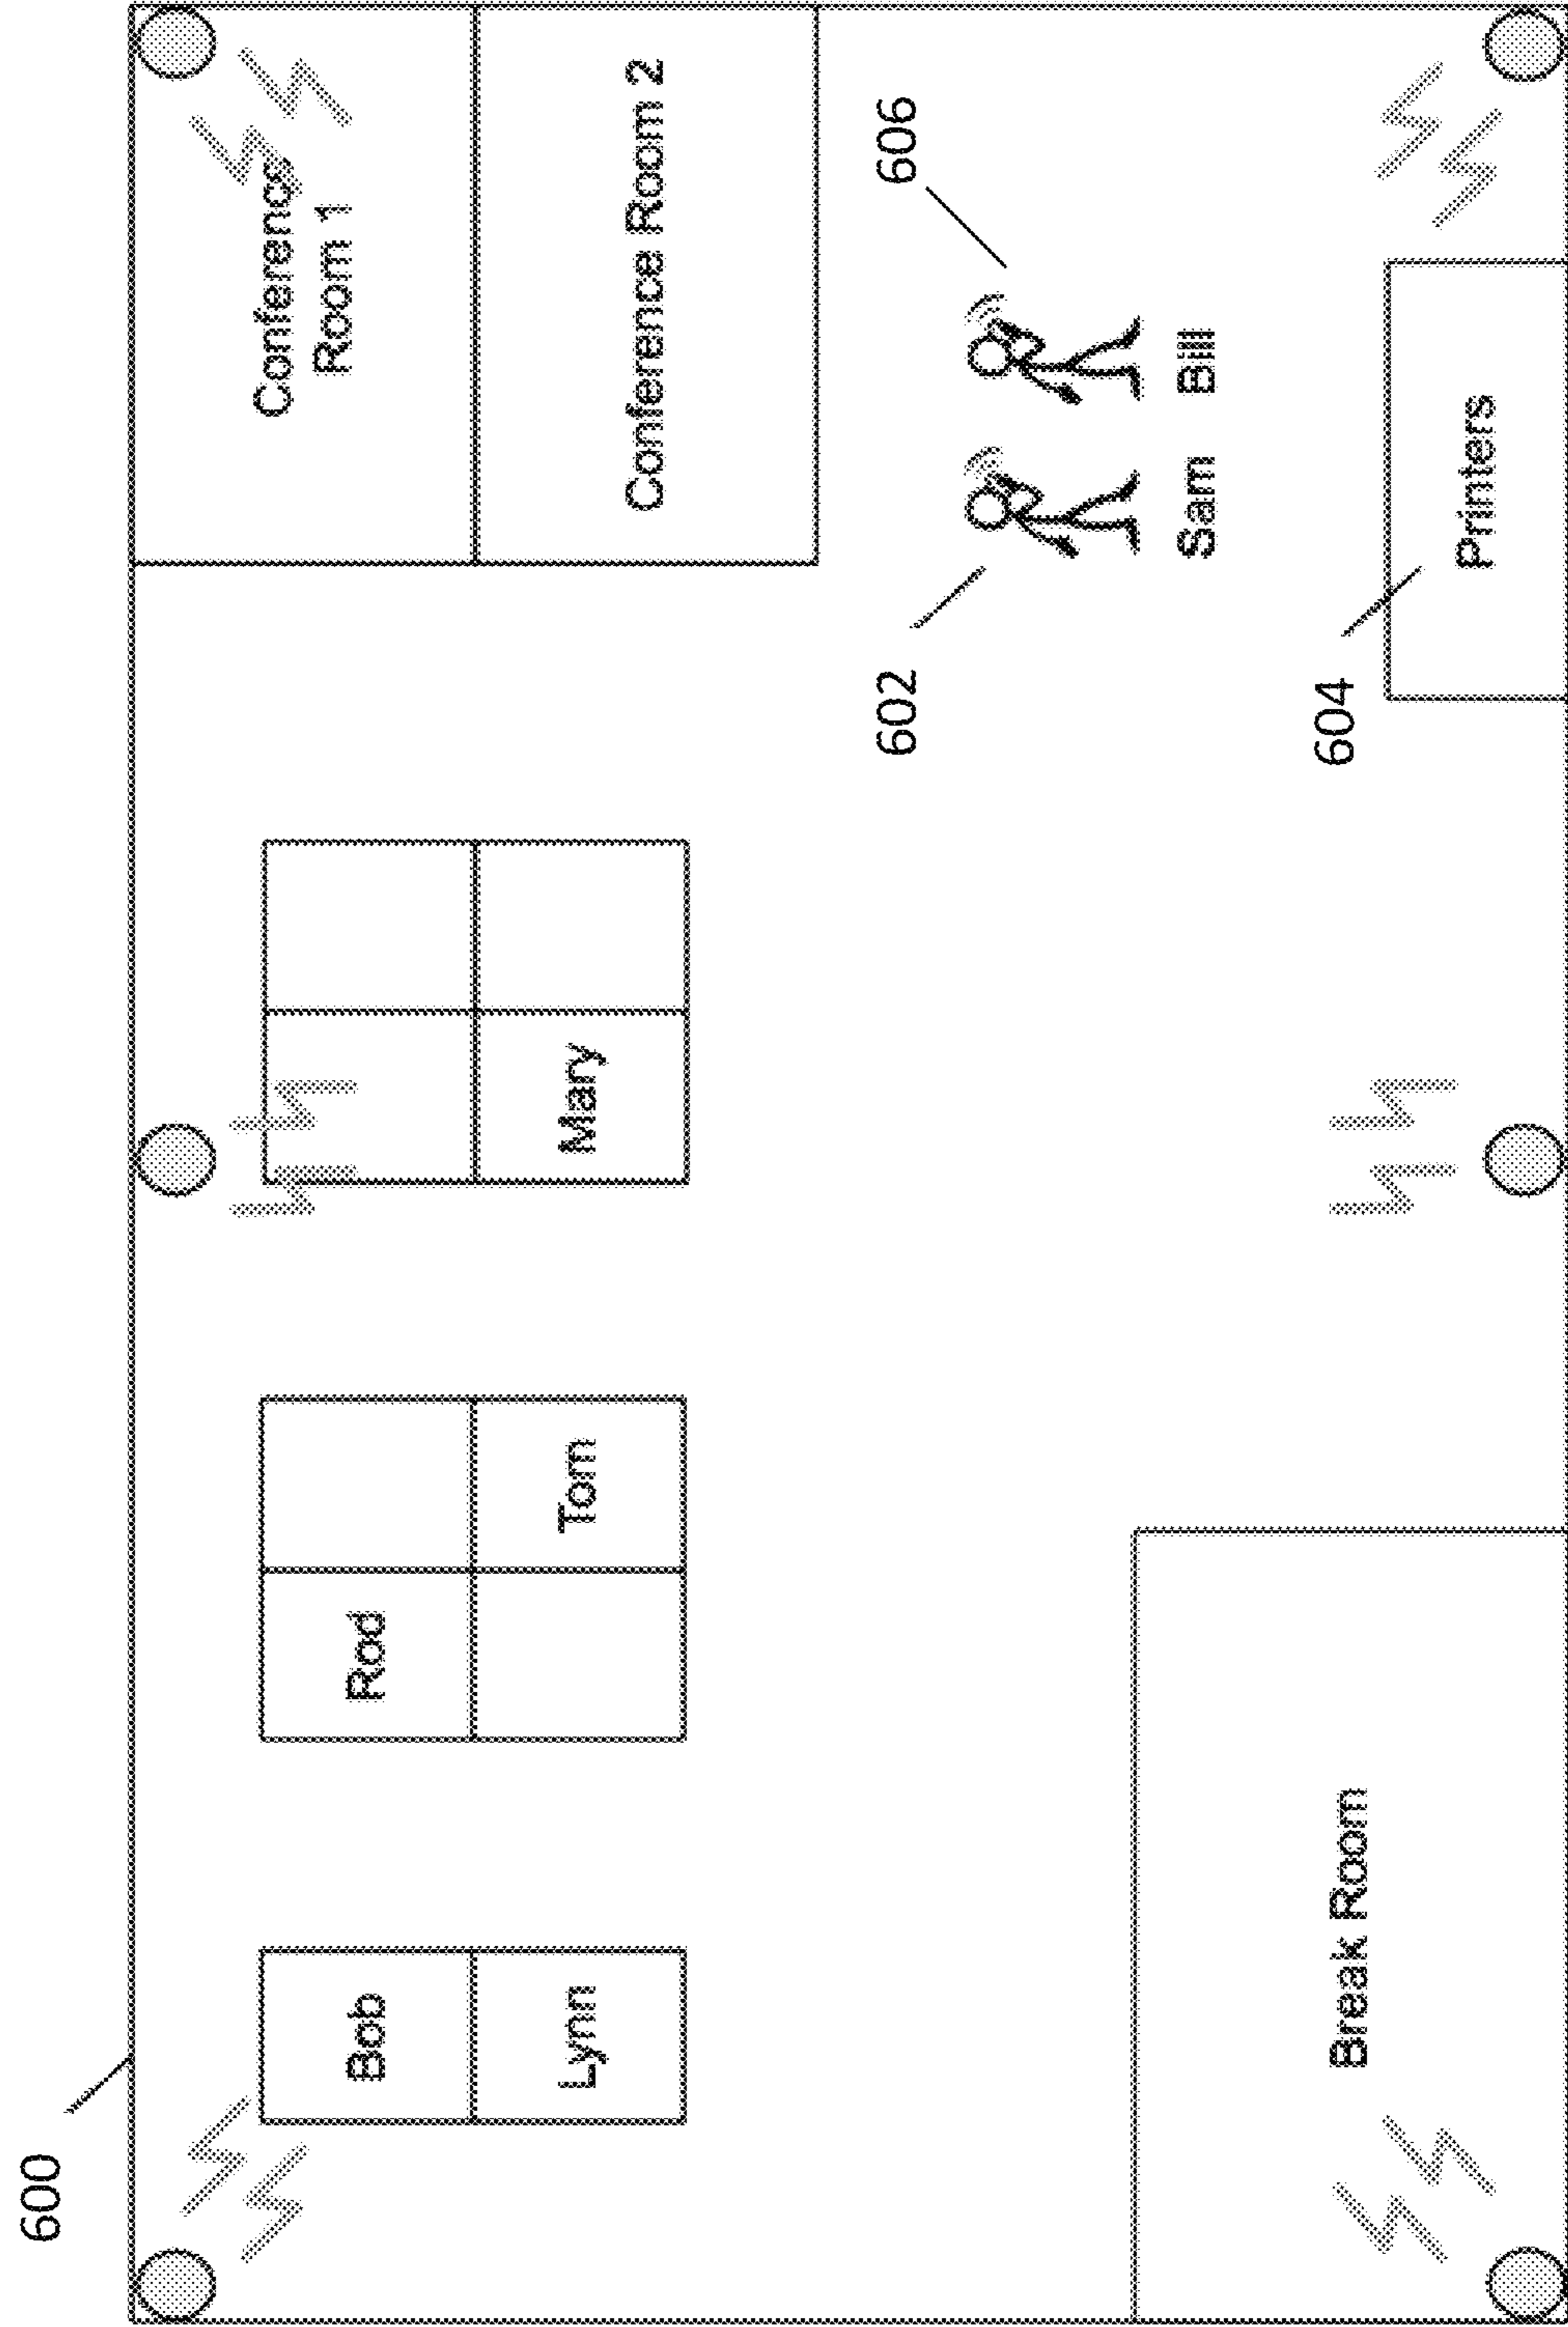 600
Bob
Rod
Conference
Room 1
Lynn
Tom
Mary
Conference Room 2
602
606
Sam
Bill
Break Room
604
Printers